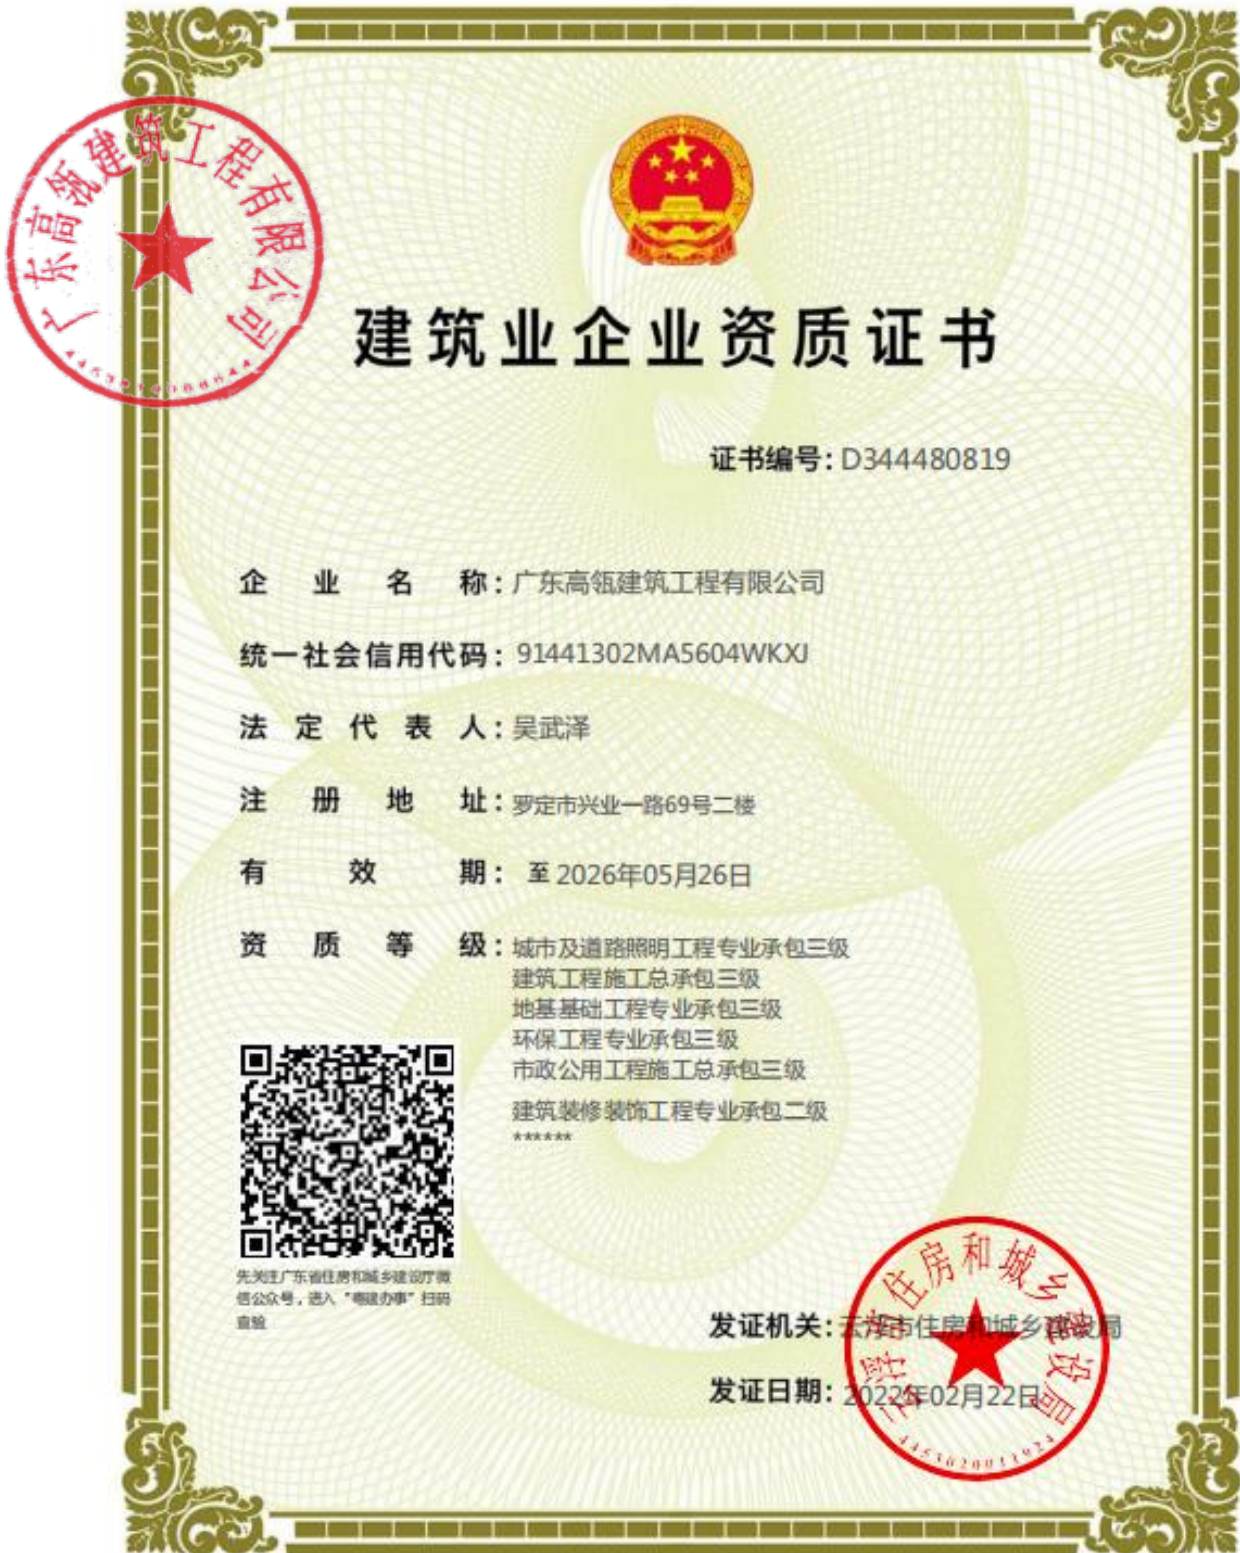 广东高瓴建筑工程有限公司
建筑业企业资质证书
证书编号：D344480819
企业名称：广东高瓴建筑工程有限公司
统一社会信用代码：91441302MA5604WKXJ
法定代表人：吴武泽
注册地址：罗定市兴业一路69号二楼
有效期：至 2026年05月26日
资质等级：城市及道路照明工程专业承包三级
建筑工程施工总承包三级
地基基础工程专业承包三级
环保工程专业承包三级
市政公用工程施工总承包三级
建筑装修装饰工程专业承包二级
******
先关注广东省住房和城乡建设厅微
信公众号，进入“粤建办事”扫码
查验
发证机关：云浮市住房和城乡建设局
发证日期：2022年02月22日
云浮市住房和城乡建设局